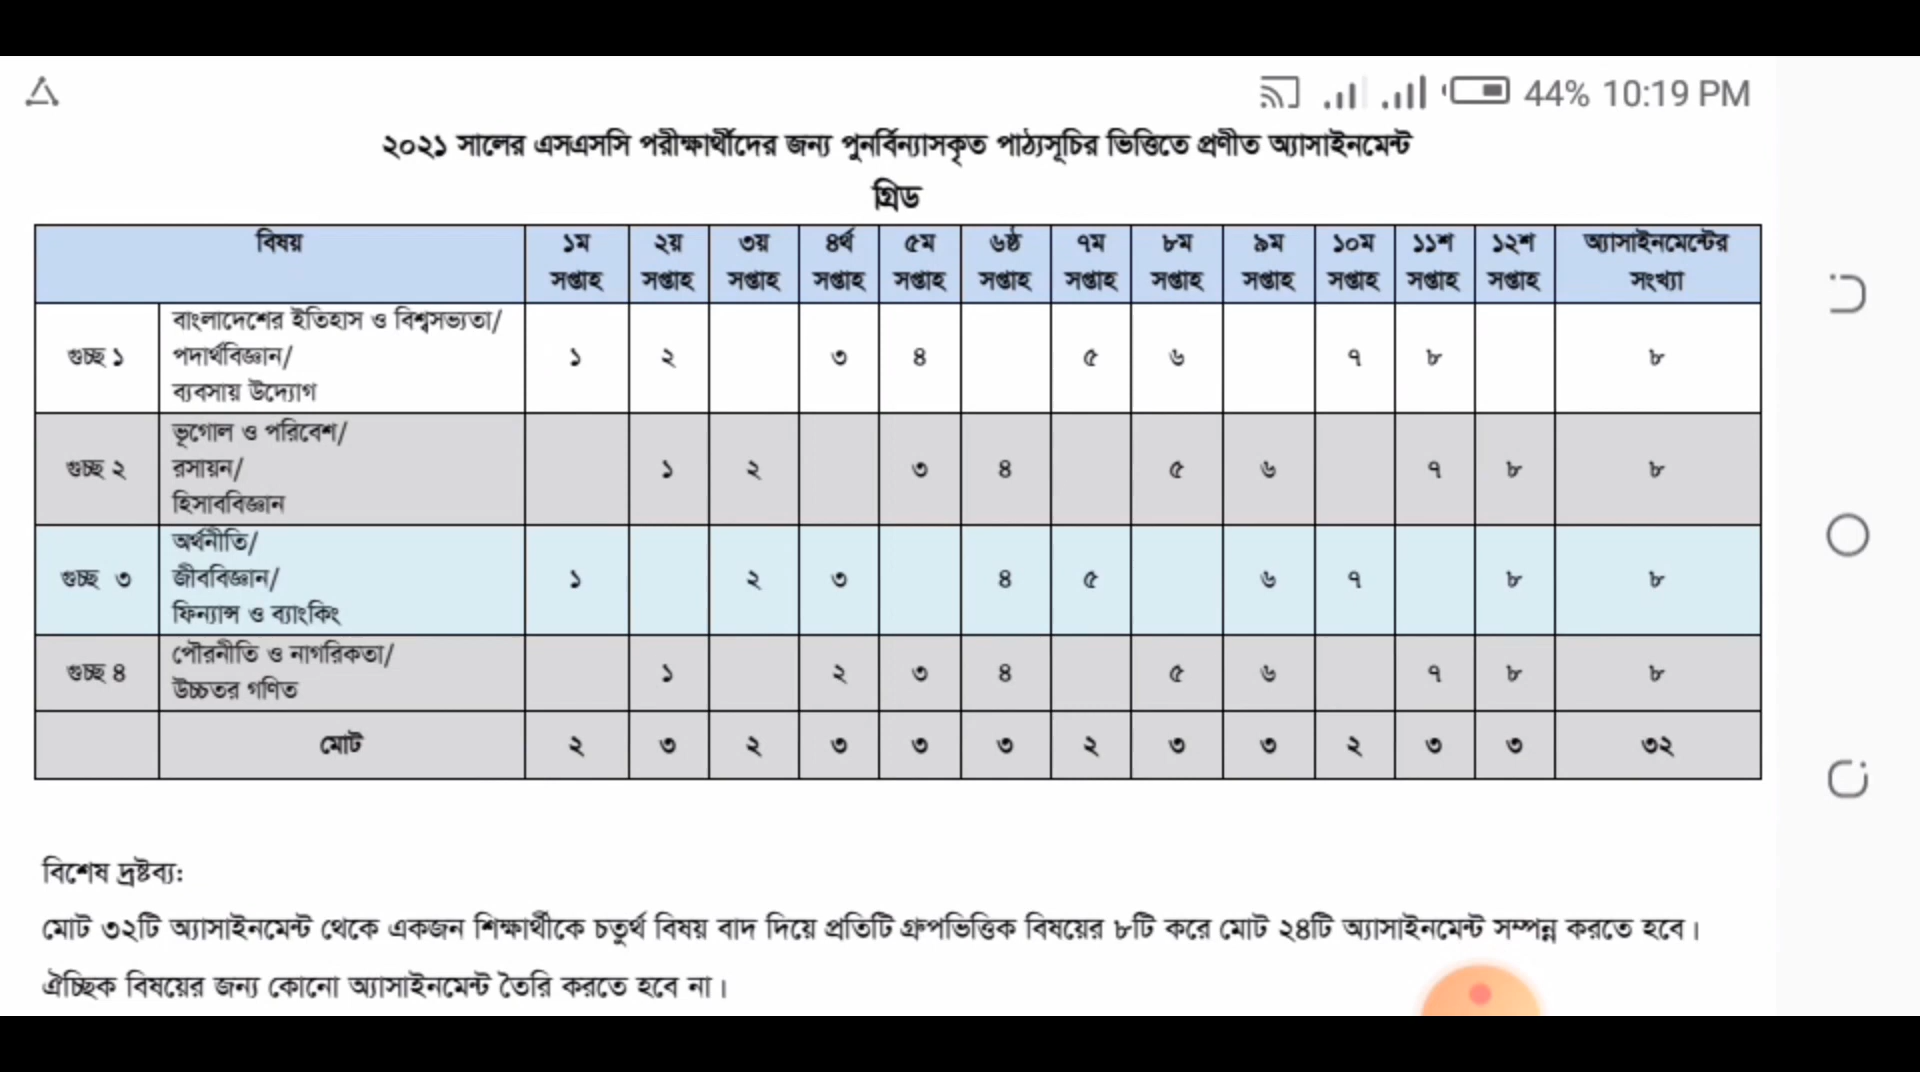 44% 10:19 PM
২০২১ সালের এসএসসি পরীক্ষার্থীদের জন্য পুনর্বিন্যাসকৃত পাঠ্যসূচির ভিত্তিতে প্রণীত অ্যাসাইনমেন্ট
গ্রিড
বিষয় ১ম সপ্তাহ ২য় সপ্তাহ ৩য় সপ্তাহ ৪র্থ সপ্তাহ ৫ম সপ্তাহ ৬ষ্ঠ সপ্তাহ ৭ম সপ্তাহ ৮ম সপ্তাহ ৯ম সপ্তাহ ১০ম সপ্তাহ ১১শ সপ্তাহ ১২শ সপ্তাহ অ্যাসাইনমেন্টের সংখ্যা
বাংলাদেশের ইতিহাস ও বিশ্বসভ্যতা/
গুচ্ছ ১ পদার্থবিজ্ঞান/ ১ ২ ৩ ৪ ৫ ৬ ৭ ৮ ৮
ব্যবসায় উদ্যোগ
ভূগোল ও পরিবেশ/
গুচ্ছ ২ রসায়ন/ ১ ২ ৩ ৪ ৫ ৬ ৭ ৮ ৮
হিসাববিজ্ঞান
অর্থনীতি/
গুচ্ছ ৩ জীববিজ্ঞান/ ১ ২ ৩ ৪ ৫ ৬ ৭ ৮ ৮
ফিন্যান্স ও ব্যাংকিং
পৌরনীতি ও নাগরিকতা/
গুচ্ছ ৪ ১ ২ ৩ ৪ ৫ ৬ ৭ ৮ ৮
উচ্চতর গণিত
মোট ২ ৩ ২ ৩ ৩ ৩ ২ ৩ ৩ ২ ৩ ৩ ৩২
বিশেষ দ্রষ্টব্য:
মোট ৩২টি অ্যাসাইনমেন্ট থেকে একজন শিক্ষার্থীকে চতুর্থ বিষয় বাদ দিয়ে প্রতিটি গ্রুপভিত্তিক বিষয়ের ৮টি করে মোট ২৪টি অ্যাসাইনমেন্ট সম্পন্ন করতে হবে।
ঐচ্ছিক বিষয়ের জন্য কোনো অ্যাসাইনমেন্ট তৈরি করতে হবে না।